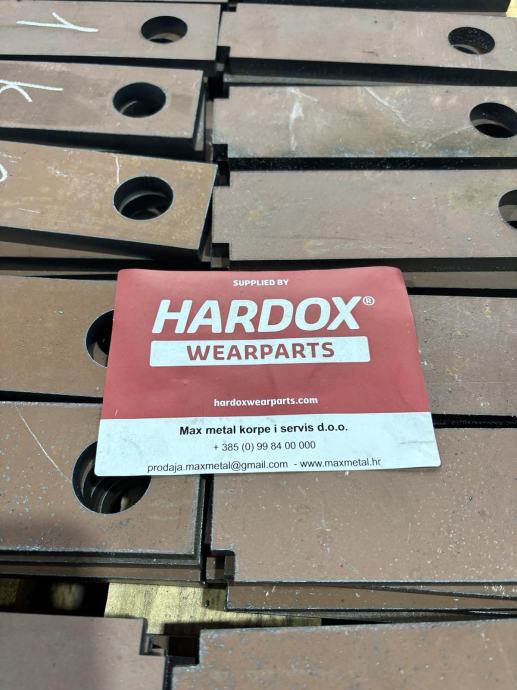 1
K
SUPPLIED BY
HARDOX®
WEARPARTS
hardoxwearparts.com
Max metal korpe i servis d.o.o.
+ 385 (0) 99 84 00 000
prodaja.maxmetal@gmail.com - www.maxmetal.hr